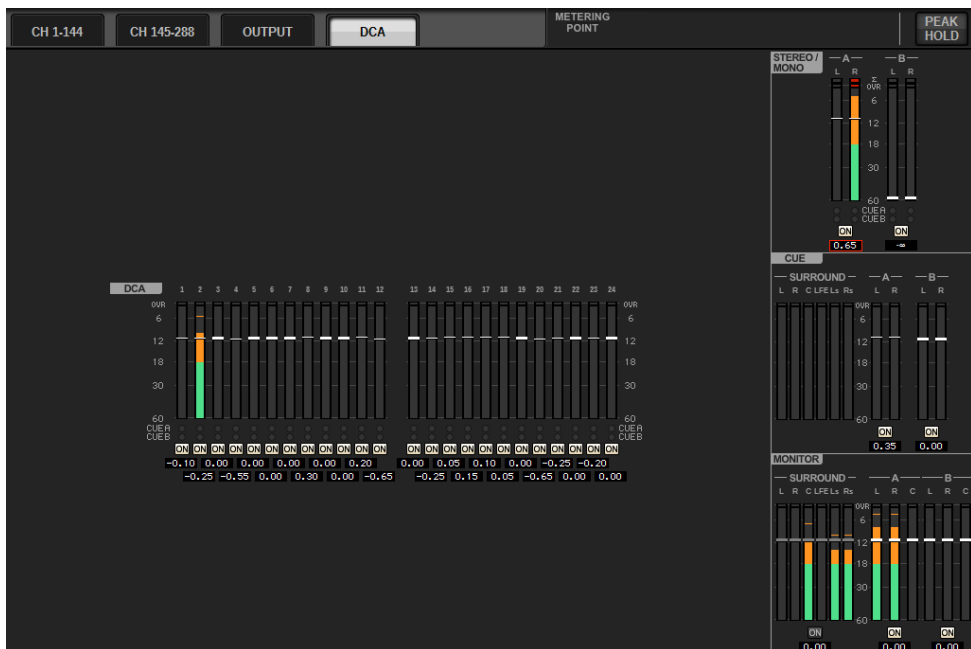 CH 1-144 CH 145-288 OUTPUT DCA METERING POINT PEAK HOLD
STEREO / MONO
A B
L R L R
Σ
OVR
6
12
18
30
60
CUE A
CUE B
ON ON
0.65 -∞
CUE
SURROUND A B
L R C LFE Ls Rs L R L R
OVR
6
12
18
30
60
ON ON
0.35 0.00
DCA 1 2 3 4 5 6 7 8 9 10 11 12 13 14 15 16 17 18 19 20 21 22 23 24
OVR OVR
6 6
12 12
18 18
30 30
60 60
CUE A CUE A
CUE B CUE B
ON ON ON ON ON ON ON ON ON ON ON ON ON ON ON ON ON ON ON ON ON ON ON ON
-0.10 0.00 0.00 0.00 0.00 0.20 0.00 0.05 0.10 0.00 -0.25 -0.20
-0.25 -0.55 0.00 0.30 0.00 -0.65 -0.25 0.15 0.05 -0.65 0.00 0.00
MONITOR
SURROUND A B
L R C LFE Ls Rs L R C L R C
OVR
6
12
18
30
60
ON ON ON
0.00 0.00 0.00